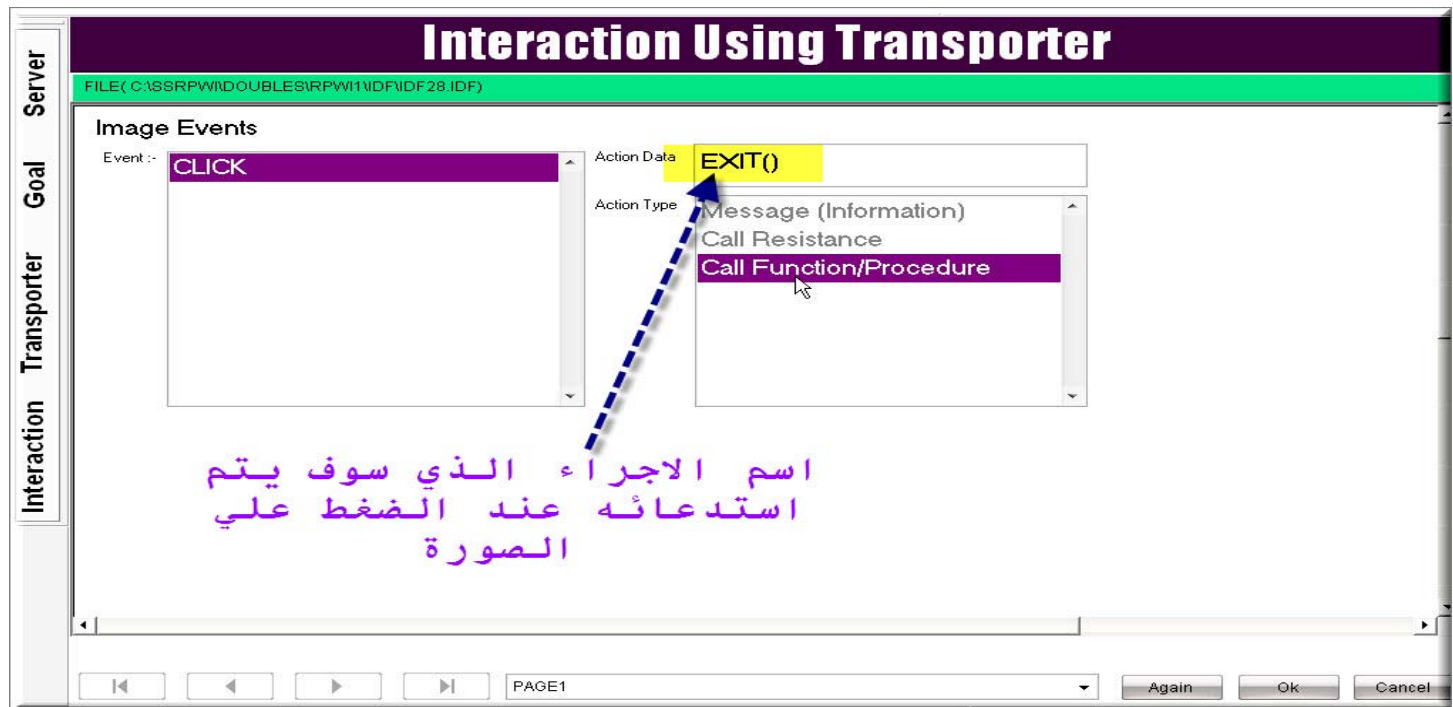 Interaction Using Transporter
FILE( C:\SSRPWI\DOUBLES\RPWI1\IDF\IDF28.IDF)
Server
Goal
Transporter
Interaction
Image Events
Event :-
CLICK
Action Data
EXIT()
Action Type
Message (Information)
Call Resistance
Call Function/Procedure
اسم الاجراء الذي سوف يتم
استدعائه عند الضغط علي
الصورة
PAGE1
Again
Ok
Cancel